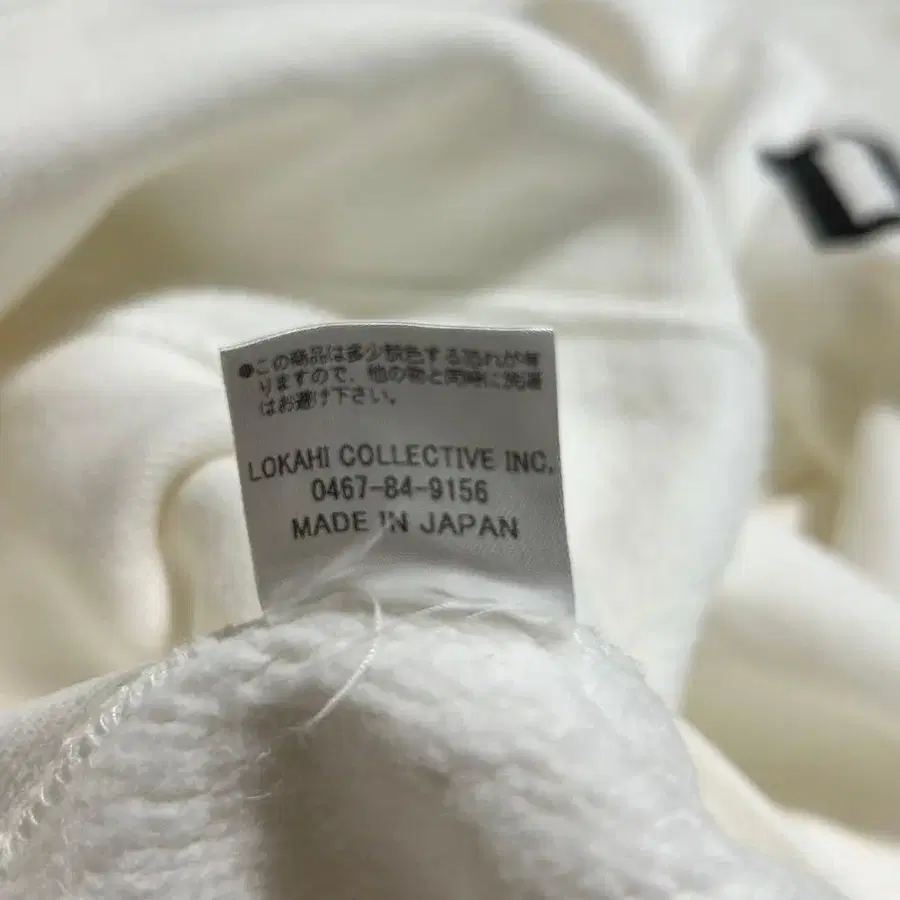 ●この商品は多少移色する恐れが有
りますので、他の物と同時に洗濯
はお避け下さい。
LOKAHI COLLECTIVE INC.
0467-84-9156
MADE IN JAPAN